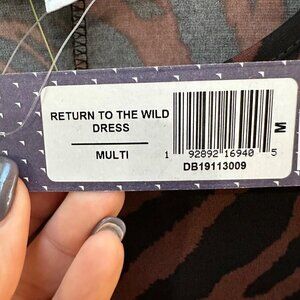 RETURN TO THE WILD
DRESS
MULTI
M
1 92892 16940 5
DB19113009